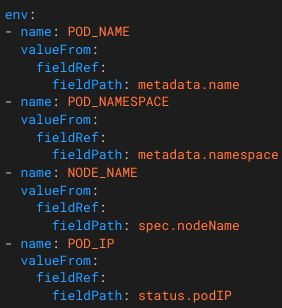 env:
- name: POD_NAME
  valueFrom:
    fieldRef:
      fieldPath: metadata.name
- name: POD_NAMESPACE
  valueFrom:
    fieldRef:
      fieldPath: metadata.namespace
- name: NODE_NAME
  valueFrom:
    fieldRef:
      fieldPath: spec.nodeName
- name: POD_IP
  valueFrom:
    fieldRef:
      fieldPath: status.podIP